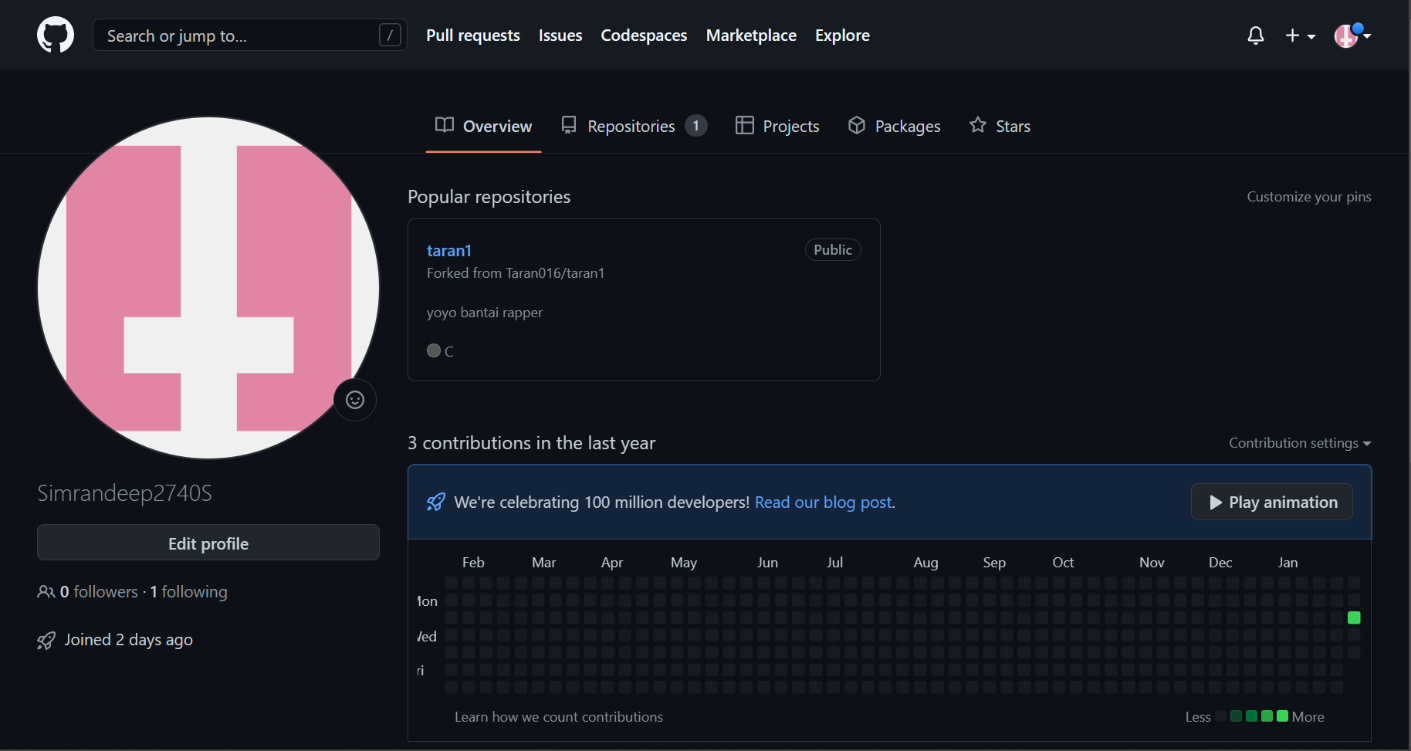 Search or jump to... /
Pull requests Issues Codespaces Marketplace Explore
Overview Repositories 1 Projects Packages Stars
Popular repositories Customize your pins
taran1 Public
Forked from Taran016/taran1
yoyo bantai rapper
C
Simrandeep2740S
Edit profile
0 followers · 1 following
Joined 2 days ago
3 contributions in the last year Contribution settings
We're celebrating 100 million developers! Read our blog post. Play animation
Feb Mar Apr May Jun Jul Aug Sep Oct Nov Dec Jan
Mon
Wed
ri
Learn how we count contributions Less More